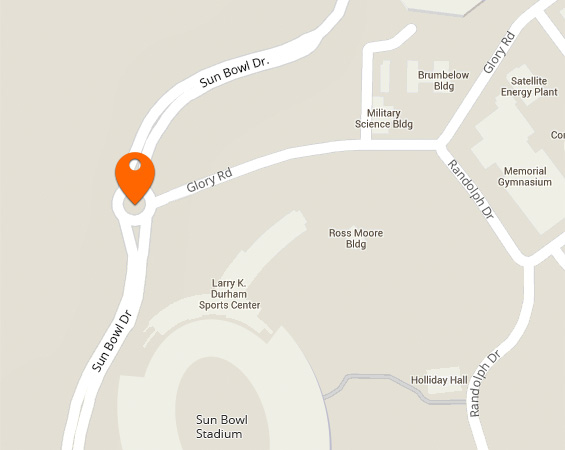 Sun Bowl Dr.
Glory Rd
Brumbelow
Bldg
Satellite
Energy Plant
Military
Science Bldg
Con
Memorial
Gymnasium
Glory Rd
Randolph Dr
Ross Moore
Bldg
Larry K.
Durham
Sports Center
Sun Bowl Dr
Holliday Hall
Randolph Dr
Sun Bowl
Stadium